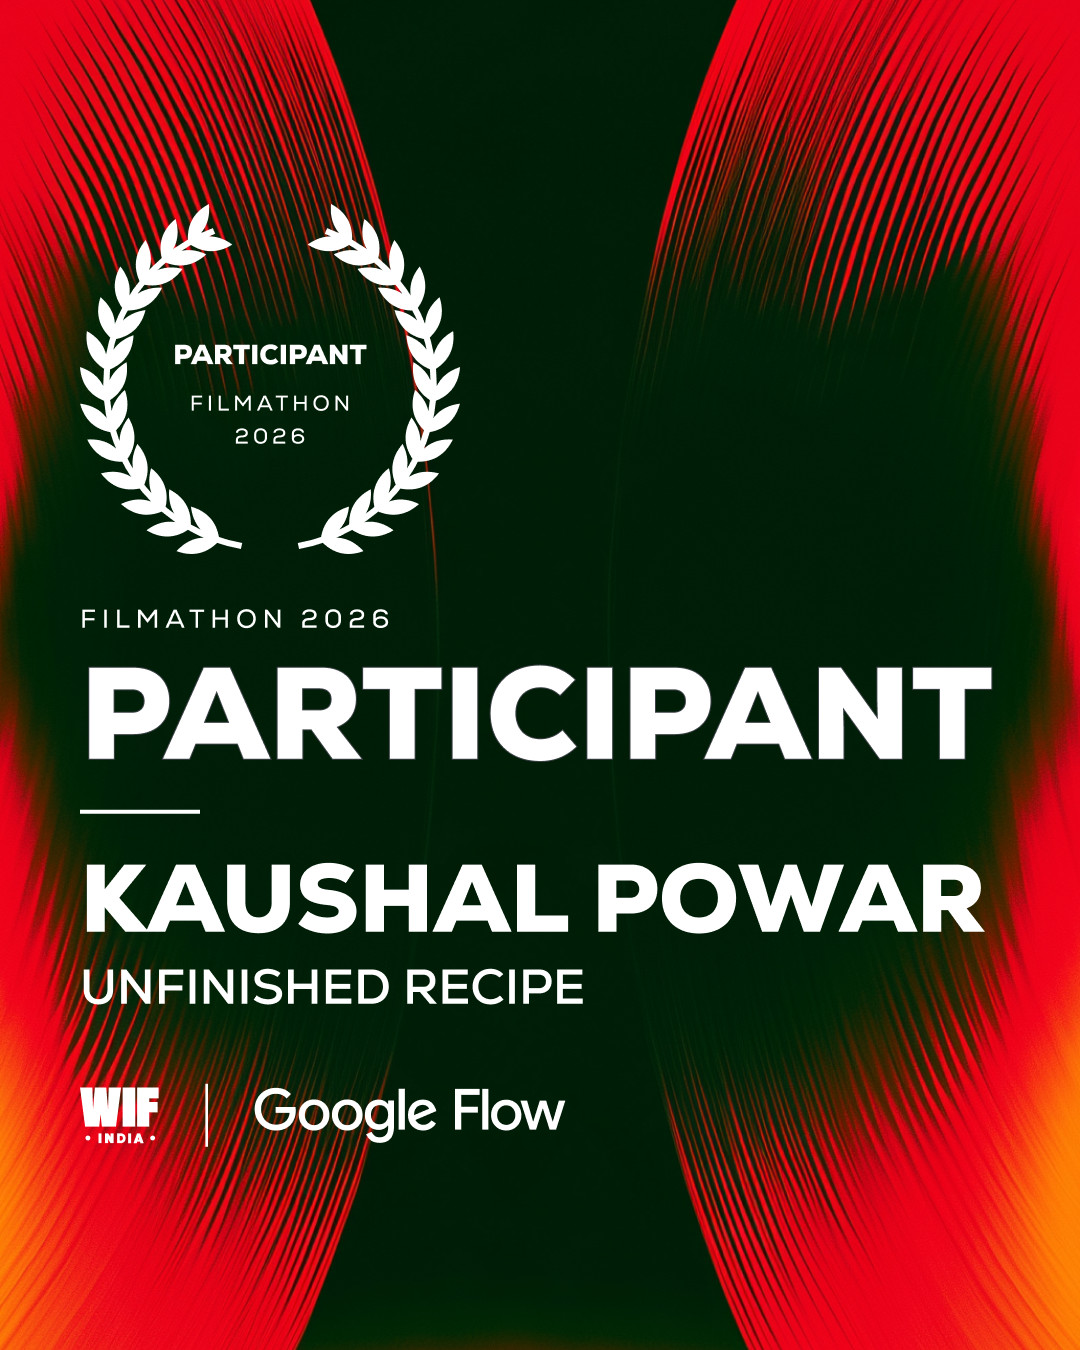 PARTICIPANT
FILMATHON
2026
FILMATHON 2026
PARTICIPANT
KAUSHAL POWAR
UNFINISHED RECIPE
WIF
• INDIA •
Google Flow